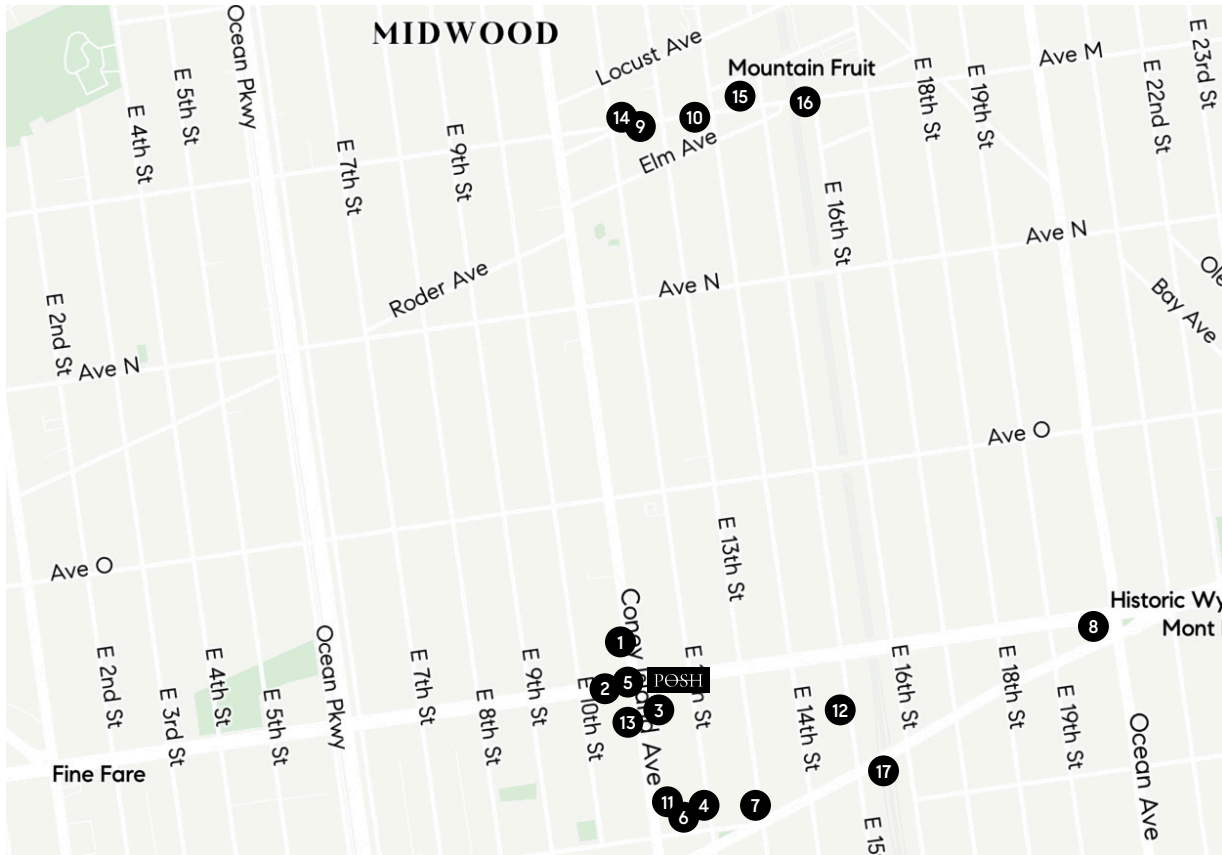 MIDWOOD
Ocean Pkwy
Locust Ave
Mountain Fruit
Ave M
E 23rd St
E 5th St
E 4th St
E 7th St
E 9th St
E 18th St
E 19th St
E 22nd St
14
9
10
15
16
Elm Ave
E 16th St
Ave N
Roder Ave
Ave N
Bay Ave
E 2nd St
Ave N
Ave O
E 13th St
Ave O
Historic Wy
Mont
8
Ocean Pkwy
1
2
5
POSH
3
13
12
Coney Island Ave
E 2nd St
E 3rd St
E 4th St
E 5th St
E 7th St
E 8th St
E 9th St
E 10th St
E 14th St
E 16th St
E 18th St
E 19th St
Ocean Ave
Fine Fare
17
11
6
4
7
E 15